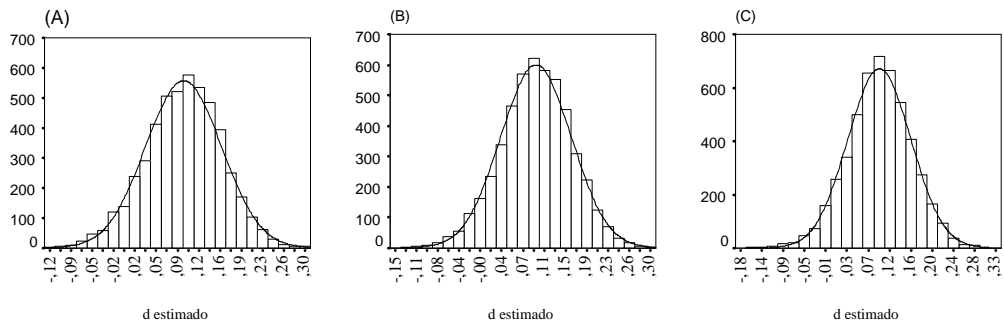 (A)
700
600
500
400
300
200
100
0
-,12 -,09 -,05 -,02 ,02 ,05 ,09 ,12 ,16 ,19 ,23 ,26 ,30
d estimado
(B)
700
600
500
400
300
200
100
0
-,15 -,11 -,08 -,04 -,00 ,04 ,07 ,11 ,15 ,19 ,23 ,26 ,30
d estimado
(C)
800
600
400
200
0
-,18 -,14 -,09 -,05 -,01 ,03 ,07 ,12 ,16 ,20 ,24 ,28 ,33
d estimado